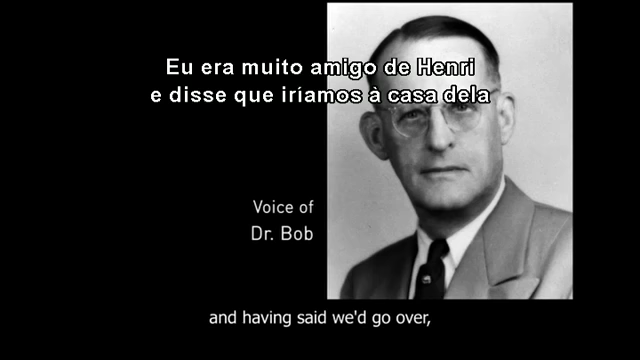 Eu era muito amigo de Henri
e disse que iríamos à casa dela
Voice of
Dr. Bob
and having said we'd go over,